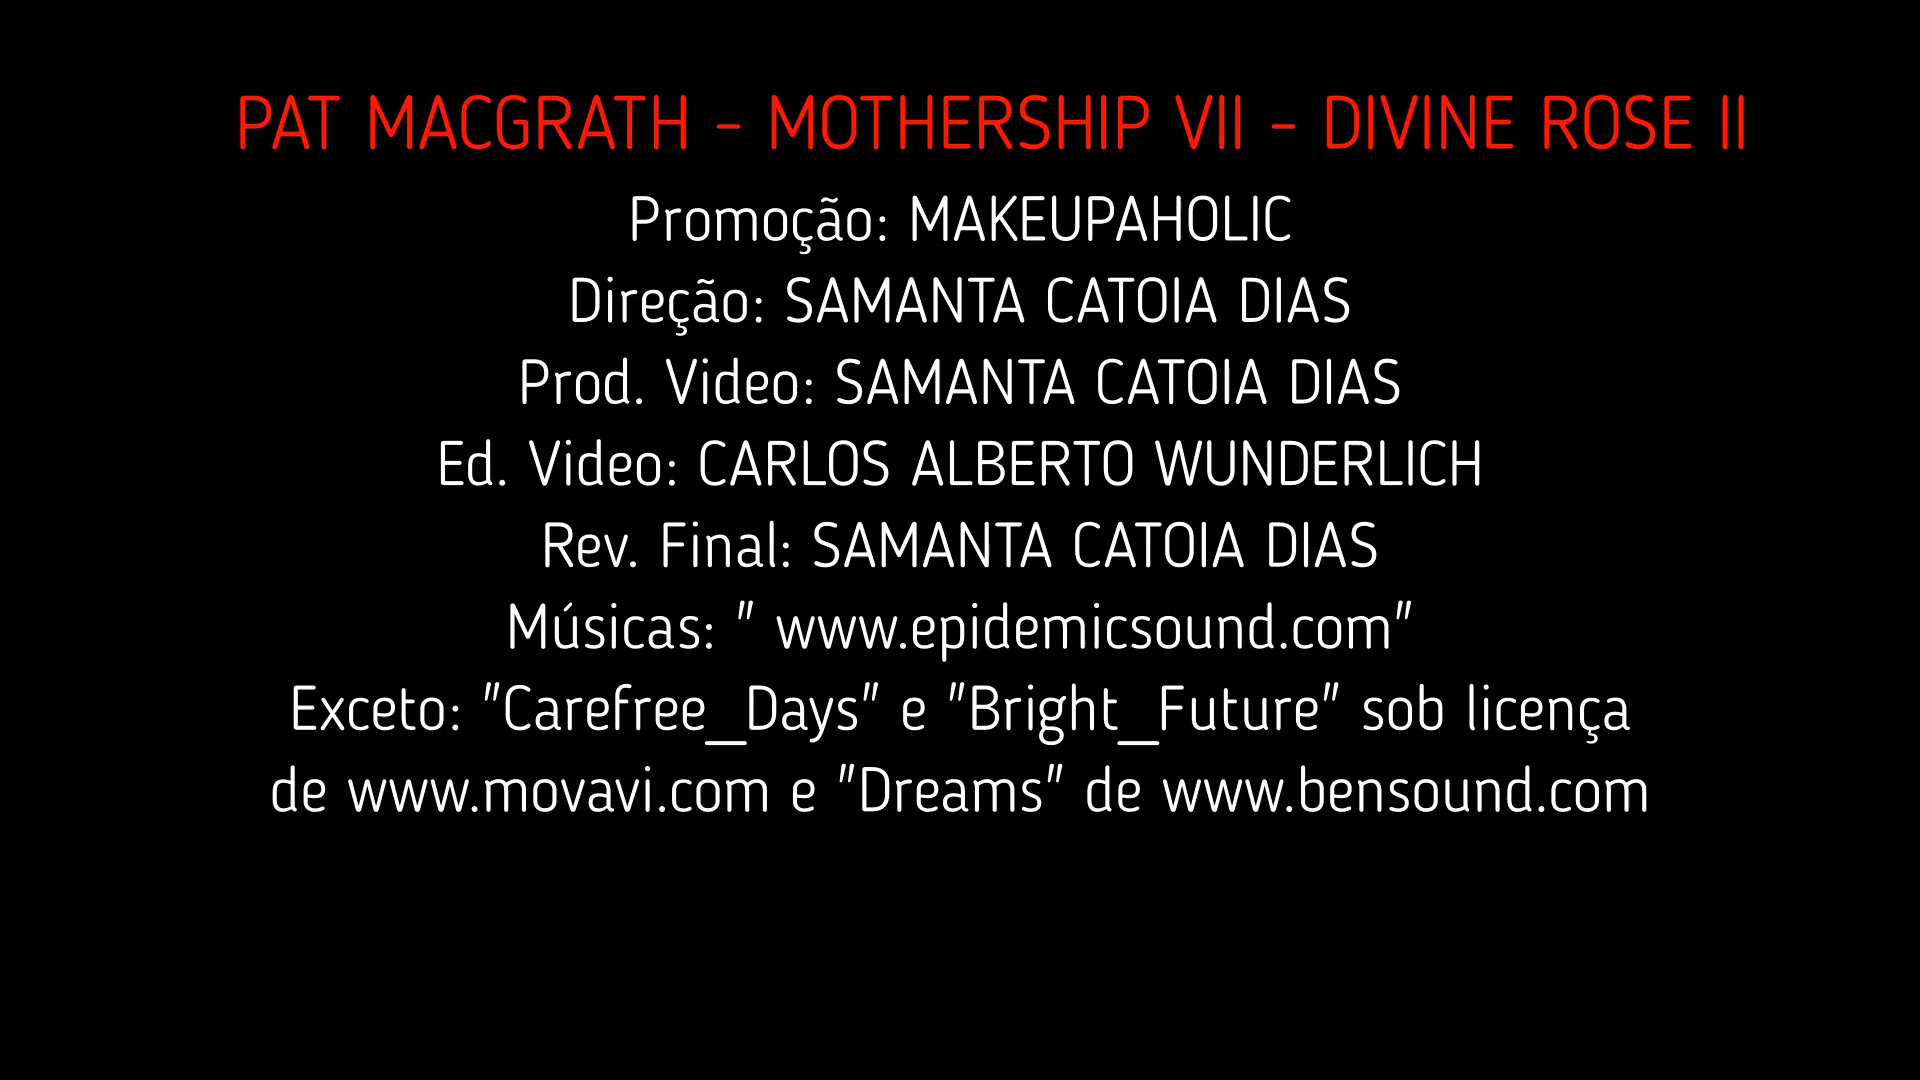 PAT MACGRATH - MOTHERSHIP VII - DIVINE ROSE II
Promoção: MAKEUPAHOLIC
Direção: SAMANTA CATOIA DIAS
Prod. Video: SAMANTA CATOIA DIAS
Ed. Video: CARLOS ALBERTO WUNDERLICH
Rev. Final: SAMANTA CATOIA DIAS
Músicas: " www.epidemicsound.com"
Exceto: "Carefree_Days" e "Bright_Future" sob licença
de www.movavi.com e "Dreams" de www.bensound.com